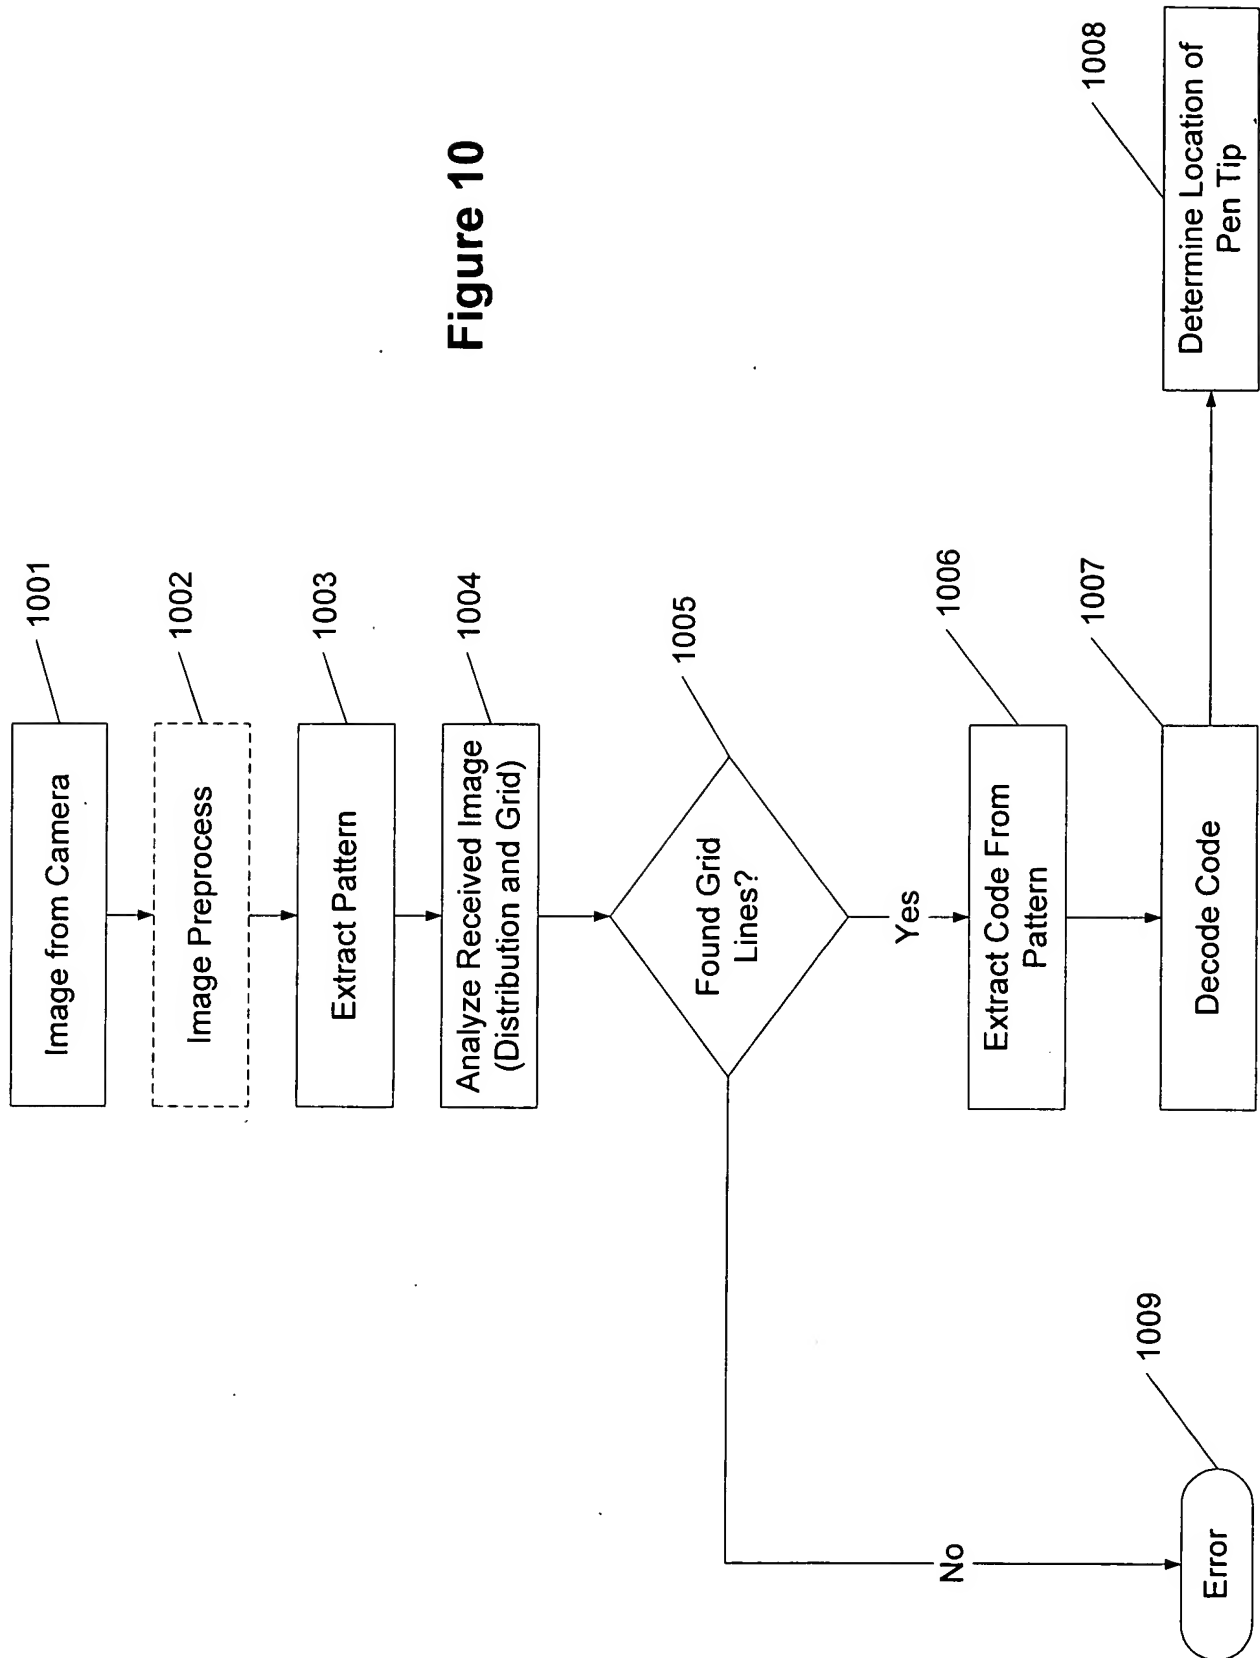 Figure 10
Image from Camera
1001
Image Preprocess
1002
Extract Pattern
1003
Analyze Received Image
(Distribution and Grid)
1004
Found Grid
Lines?
1005
Yes
No
Extract Code From
Pattern
1006
Decode Code
1007
Determine Location of
Pen Tip
1008
Error
1009